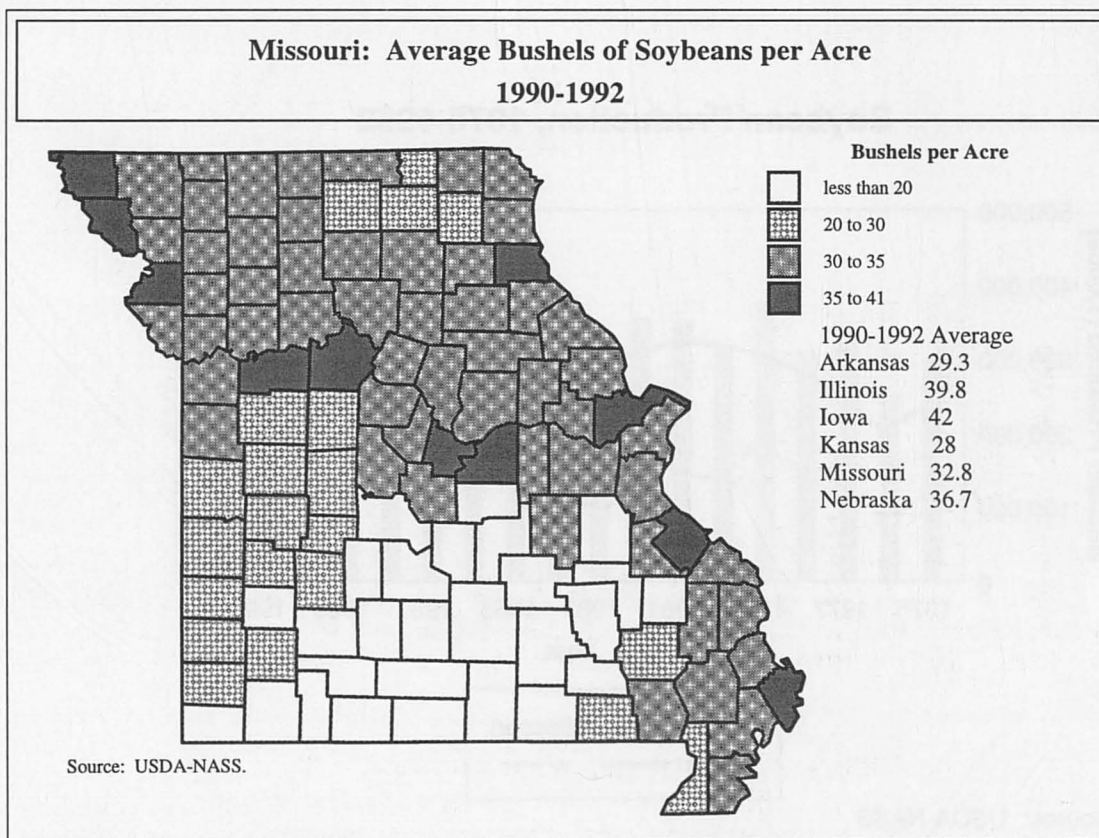 Missouri: Average Bushels of Soybeans per Acre
1990-1992
Bushels per Acre
less than 20
20 to 30
30 to 35
35 to 41
1990-1992 Average
Arkansas 29.3
Illinois 39.8
Iowa 42
Kansas 28
Missouri 32.8
Nebraska 36.7
Source: USDA-NASS.